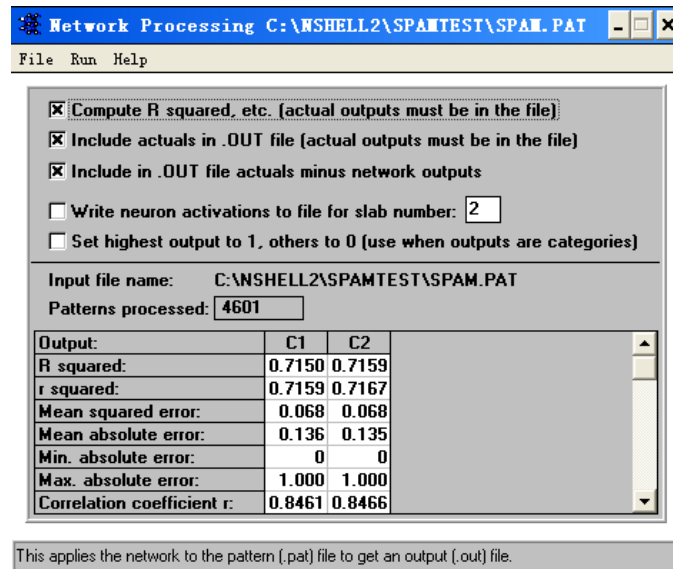 Network Processing C:\NSHELL2\SPAMTEST\SPAM.PAT
File Run Help
Compute R squared, etc. (actual outputs must be in the file)
Include actuals in .OUT file (actual outputs must be in the file)
Include in .OUT file actuals minus network outputs
Write neuron activations to file for slab number: 2
Set highest output to 1, others to 0 (use when outputs are categories)
Input file name: C:\NSHELL2\SPAMTEST\SPAM.PAT
Patterns processed: 4601
Output: C1 C2
R squared: 0.7150 0.7159
r squared: 0.7159 0.7167
Mean squared error: 0.068 0.068
Mean absolute error: 0.136 0.135
Min. absolute error: 0 0
Max. absolute error: 1.000 1.000
Correlation coefficient r: 0.8461 0.8466
This applies the network to the pattern (.pat) file to get an output (.out) file.